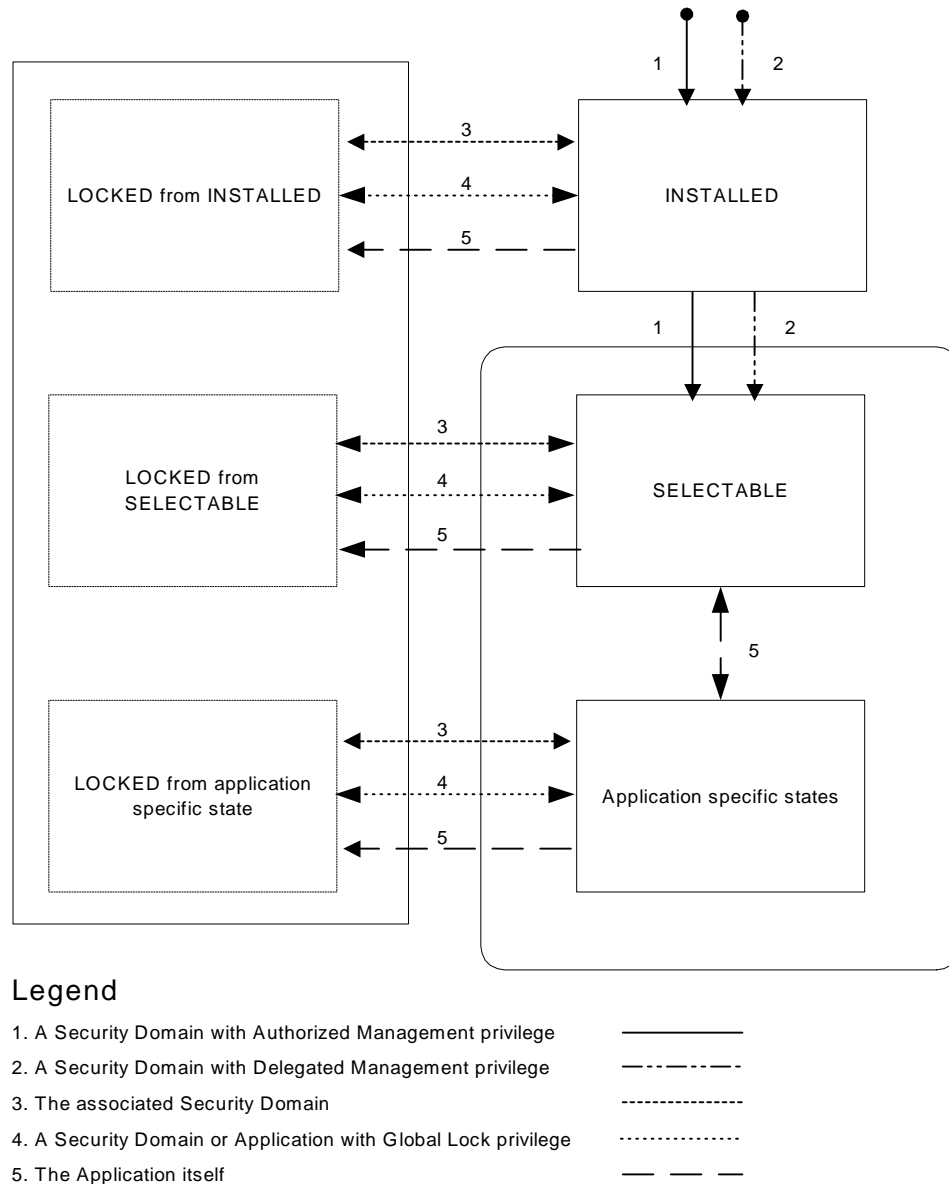 1
2
3
LOCKED from INSTALLED
4
INSTALLED
5
1
2
3
LOCKED from
SELECTABLE
4
SELECTABLE
5
5
3
LOCKED from application
specific state
4
Application specific states
5
Legend
1. A Security Domain with Authorized Management privilege
2. A Security Domain with Delegated Management privilege
3. The associated Security Domain
4. A Security Domain or Application with Global Lock privilege
5. The Application itself